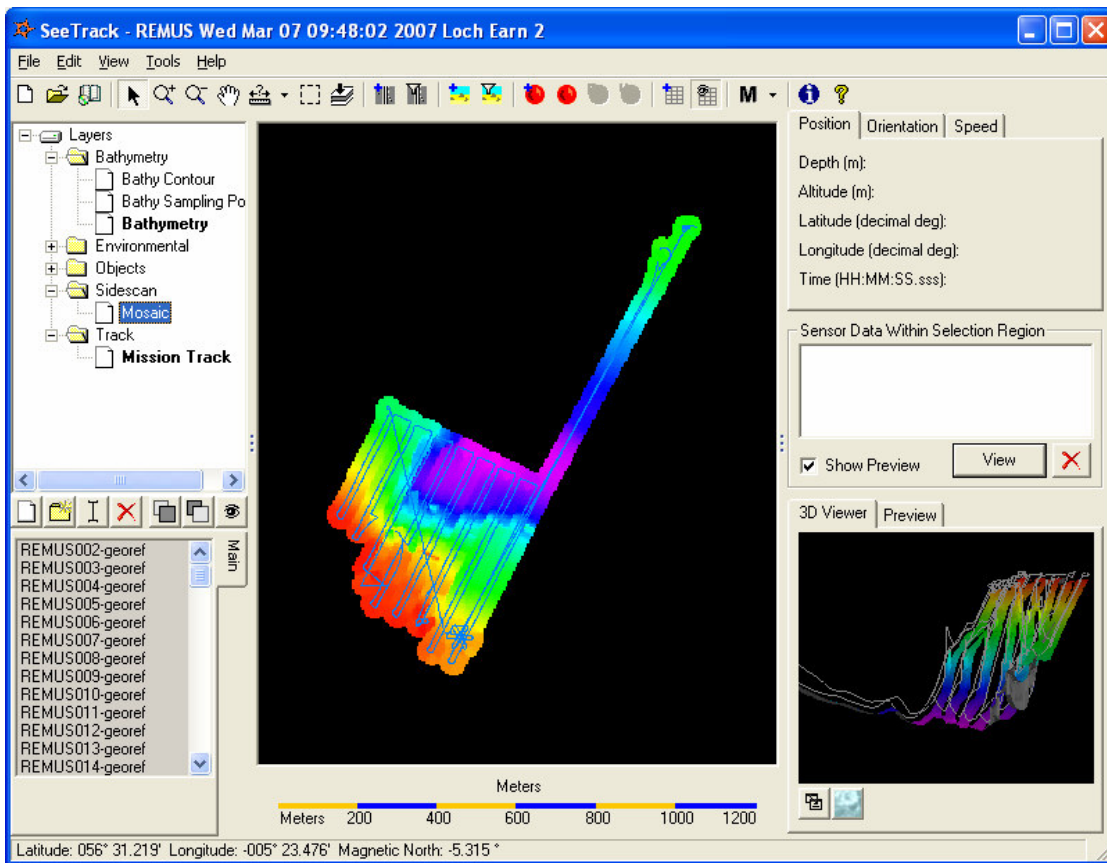 SeeTrack - REMUS Wed Mar 07 09:48:02 2007 Loch Earn 2
File Edit View Tools Help
M
Layers
Bathymetry
Bathy Contour
Bathy Sampling Po
Bathymetry
Environmental
Objects
Sidescan
Mosaic
Track
Mission Track
Main
REMUS002-georef
REMUS003-georef
REMUS004-georef
REMUS005-georef
REMUS006-georef
REMUS007-georef
REMUS008-georef
REMUS009-georef
REMUS010-georef
REMUS011-georef
REMUS012-georef
REMUS013-georef
REMUS014-georef
Meters
Meters 200 400 600 800 1000 1200
Position Orientation Speed
Depth (m):
Altitude (m):
Latitude (decimal deg):
Longitude (decimal deg):
Time (HH:MM:SS.sss):
Sensor Data Within Selection Region
Show Preview View
3D Viewer Preview
Latitude: 056° 31.219' Longitude: -005° 23.476' Magnetic North: -5.315 °